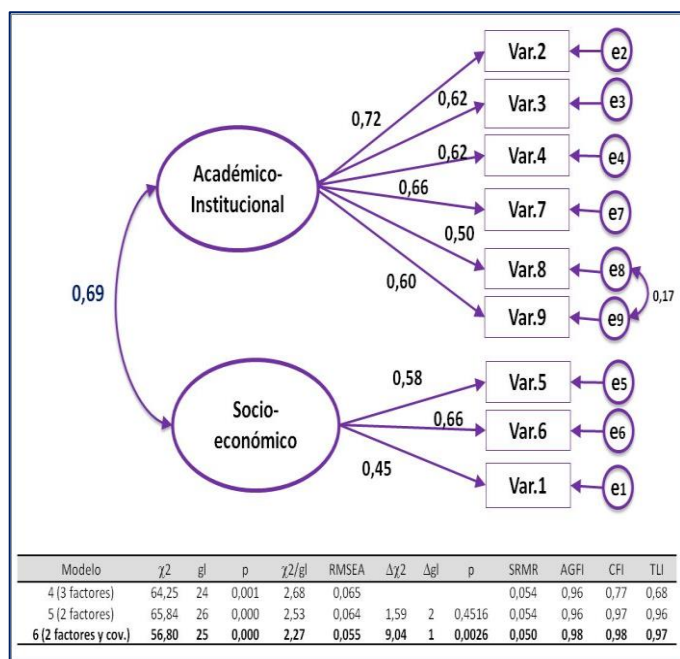 Var.2
e2
0,62
Var.3
e3
0,72
0,62
Var.4
e4
Académico-
Institucional
0,66
Var.7
e7
0,50
Var.8
e8
0,69
0,60
0,17
Var.9
e9
0,58
Var.5
e5
Socio-
económico
0,66
Var.6
e6
0,45
Var.1
e1
Modelo χ2 gl p χ2/gl RMSEA Δχ2 Δgl p SRMR AGFI CFI TLI
4 (3 factores) 64,25 24 0,001 2,68 0,065 0,054 0,96 0,77 0,68
5 (2 factores) 65,84 26 0,000 2,53 0,064 1,59 2 0,4516 0,054 0,96 0,97 0,96
6 (2 factores y cov.) 56,80 25 0,000 2,27 0,055 9,04 1 0,0026 0,050 0,98 0,98 0,97